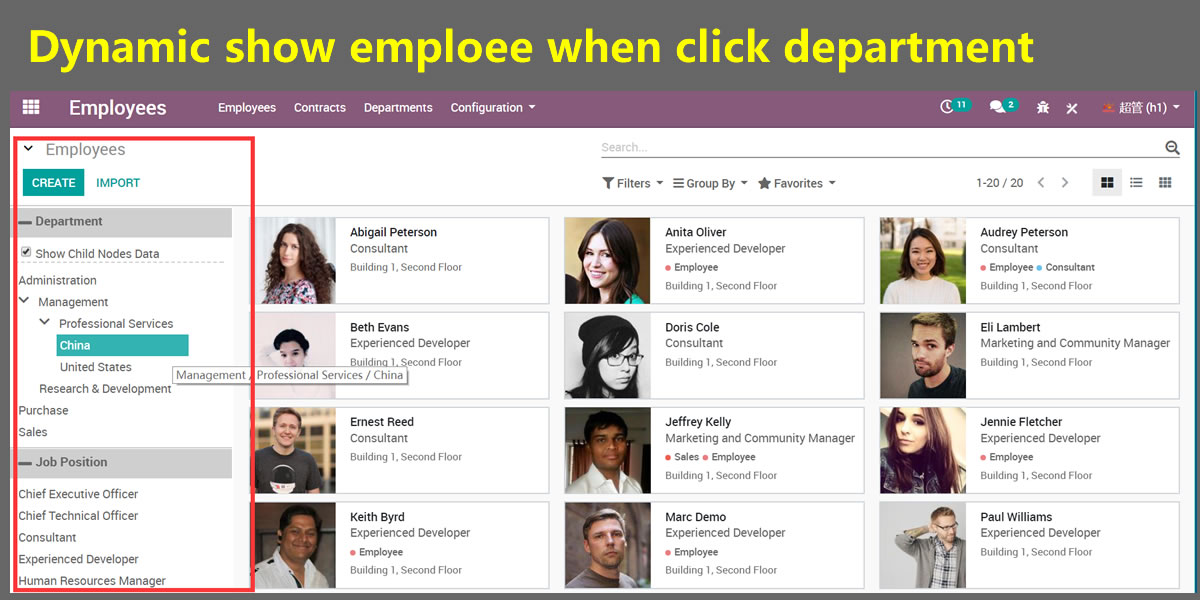 Dynamic show emploee when click department
Employees Employees Contracts Departments Configuration 11 2 超管 (h1)
Employees
Search...
CREATE IMPORT
Filters Group By Favorites 1-20 / 20
Department
Show Child Nodes Data
Administration
Management
Professional Services
China
United States
Management / Professional Services / China
Research & Development
Purchase
Sales
Job Position
Chief Executive Officer
Chief Technical Officer
Consultant
Experienced Developer
Human Resources Manager
Abigail Peterson
Consultant
Building 1, Second Floor
Anita Oliver
Experienced Developer
Employee
Building 1, Second Floor
Audrey Peterson
Consultant
Employee Consultant
Building 1, Second Floor
Beth Evans
Experienced Developer
Building 1, Second Floor
Doris Cole
Consultant
Building 1, Second Floor
Eli Lambert
Marketing and Community Manager
Building 1, Second Floor
Ernest Reed
Consultant
Building 1, Second Floor
Jeffrey Kelly
Marketing and Community Manager
Sales Employee
Building 1, Second Floor
Jennie Fletcher
Experienced Developer
Employee
Building 1, Second Floor
Keith Byrd
Experienced Developer
Employee
Building 1, Second Floor
Marc Demo
Experienced Developer
Employee
Building 1, Second Floor
Paul Williams
Experienced Developer
Building 1, Second Floor